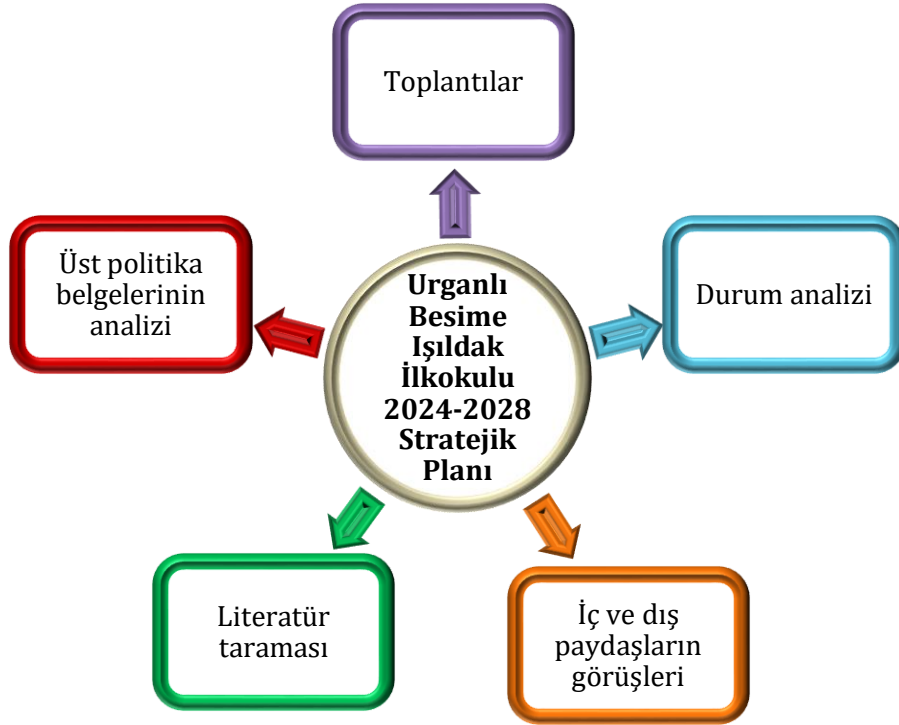 Toplantılar
Üst politika
belgelerinin
analizi
Urganlı
Besime
Işıldak
İlkokulu
2024-2028
Stratejik
Planı
Durum analizi
Literatür
taraması
İç ve dış
paydaşların
görüşleri